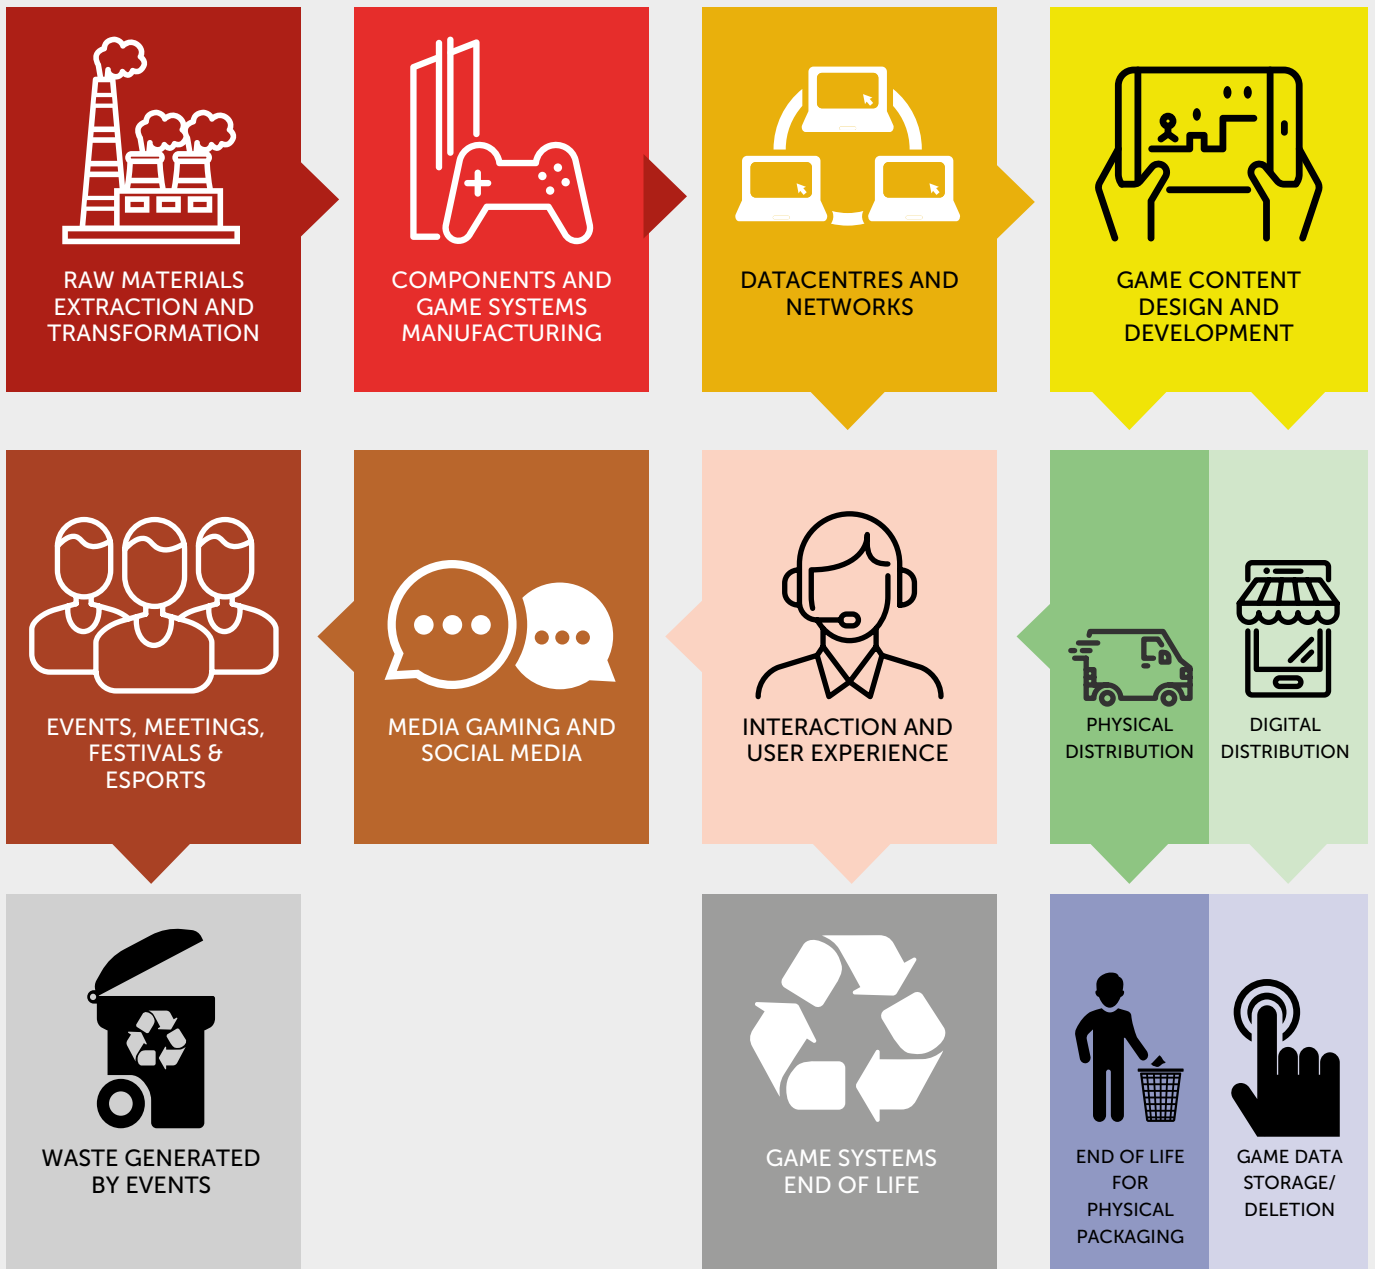 RAW MATERIALS
EXTRACTION AND
TRANSFORMATION
COMPONENTS AND
GAME SYSTEMS
MANUFACTURING
DATACENTRES AND
NETWORKS
GAME CONTENT
DESIGN AND
DEVELOPMENT
EVENTS, MEETINGS,
FESTIVALS &
ESPORTS
MEDIA GAMING AND
SOCIAL MEDIA
INTERACTION AND
USER EXPERIENCE
PHYSICAL
DISTRIBUTION
DIGITAL
DISTRIBUTION
WASTE GENERATED
BY EVENTS
GAME SYSTEMS
END OF LIFE
END OF LIFE
FOR
PHYSICAL
PACKAGING
GAME DATA
STORAGE/
DELETION